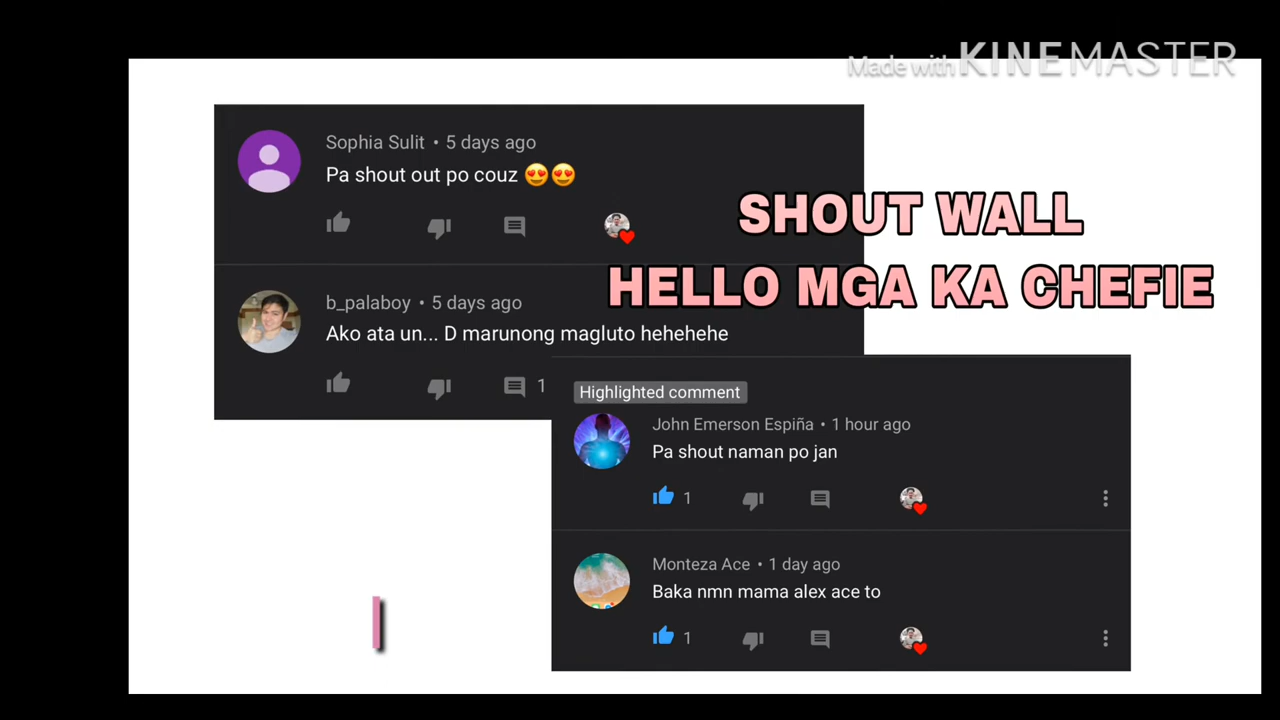 Made with KINEMASTER
Sophia Sulit • 5 days ago
Pa shout out po couz 😍😍
SHOUT WALL
HELLO MGA KA CHEFIE
b_palaboy • 5 days ago
Ako ata un... D marunong magluto hehehehe
1
Highlighted comment
John Emerson Espiña • 1 hour ago
Pa shout naman po jan
1
Monteza Ace • 1 day ago
Baka nmn mama alex ace to
1
I